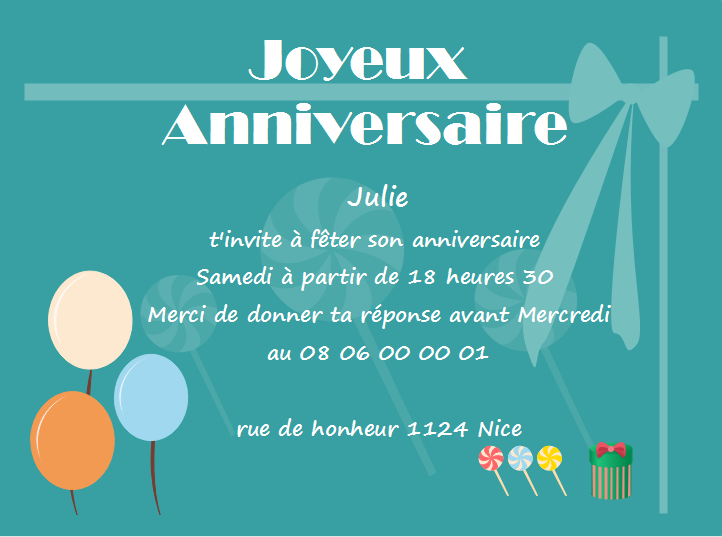 Joyeux
Anniversaire
Julie
t'invite à fêter son anniversaire
Samedi à partir de 18 heures 30
Merci de donner ta réponse avant Mercredi
au 08 06 00 00 01
rue de honheur 1124 Nice